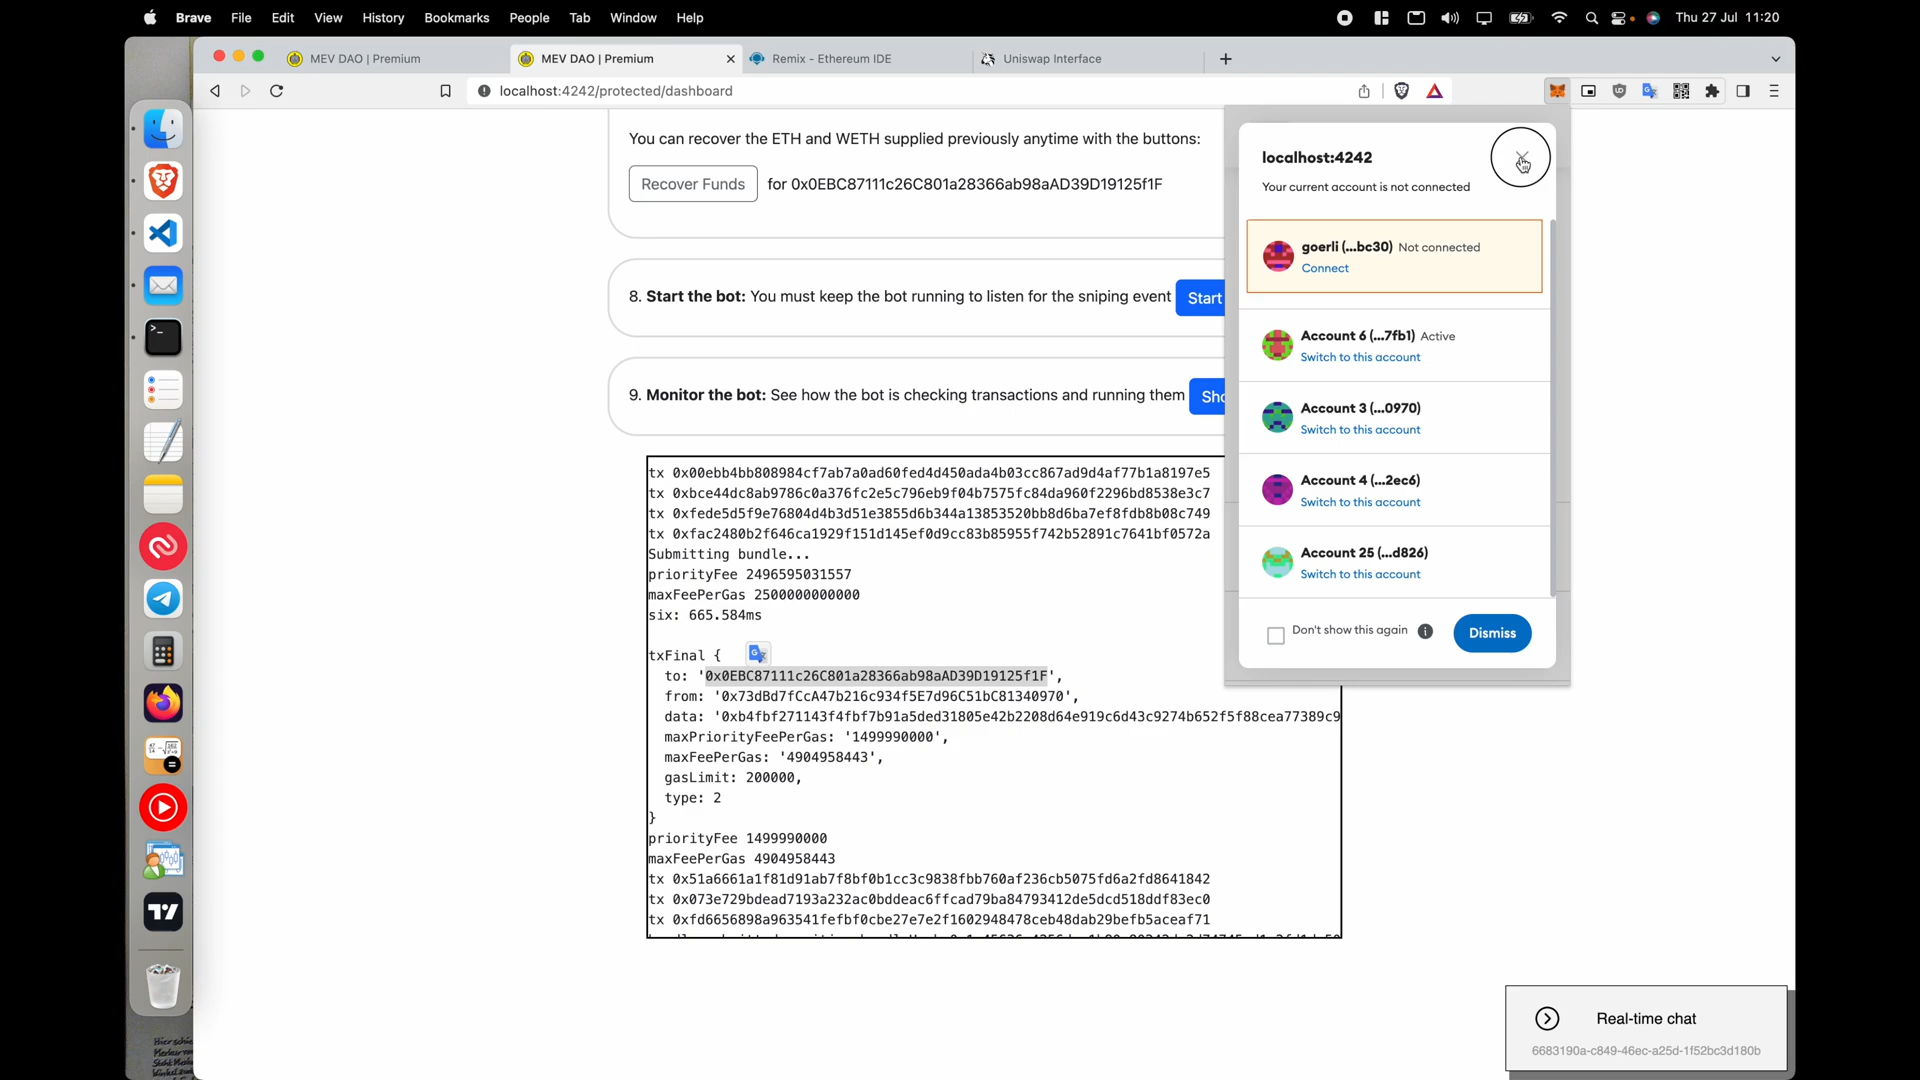 Brave File Edit View History Bookmarks People Tab Window Help
Thu 27 Jul 11:20
MEV DAO | Premium
MEV DAO | Premium
Remix - Ethereum IDE
Uniswap Interface
localhost:4242/protected/dashboard
You can recover the ETH and WETH supplied previously anytime with the buttons:
Recover Funds for 0x0EBC87111c26C801a28366ab98aAD39D19125f1F
8. Start the bot: You must keep the bot running to listen for the sniping event Start
9. Monitor the bot: See how the bot is checking transactions and running them
tx 0x00ebb4bb808984cf7ab7a0ad60fed4d450ada4b03cc867ad9d4af77b1a8197e5
tx 0xbce44dc8ab9786c0a376fc2e5c796eb9f04b7575fc84da960f2296bd8538e3c7
tx 0xfede5d5f9e76804d4b3d51e3855d6b344a13853520bb8d6ba7ef8fdb8b08c749
tx 0xfac2480b2f646ca1929f151d145ef0d9cc83b85955f742b52891c7641bf0572a
Submitting bundle...
priorityFee 2496595031557
maxFeePerGas 2500000000000
six: 665.584ms
txFinal {
to: '0x0EBC87111c26C801a28366ab98aAD39D19125f1F',
from: '0x73dBd7fCcA47b216c934f5E7d96C51bC81340970',
data: '0xb4fbf271143f4fbf7b91a5ded31805e42b2208d64e919c6d43c9274b652f5f88cea77389c9
maxPriorityFeePerGas: '1499990000',
maxFeePerGas: '4904958443',
gasLimit: 200000,
type: 2
}
priorityFee 1499990000
maxFeePerGas 4904958443
tx 0x51a6661a1f81d91ab7f8bf0b1cc3c9838fbb760af236cb5075fd6a2fd8641842
tx 0x073e729bdead7193a232ac0bddeac6ffcad79ba84793412de5dcd518ddf83ec0
tx 0xfd6656898a963541fefbf0cbe27e7e2f1602948478ceb48dab29befb5aceaf71
localhost:4242
Your current account is not connected
goerli (...bc30) Not connected
Connect
Account 6 (...7fb1) Active
Switch to this account
Account 3 (...0970)
Switch to this account
Account 4 (...2ec6)
Switch to this account
Account 25 (...d826)
Switch to this account
Don't show this again
Dismiss
Real-time chat
6683190a-c849-46ec-a25d-1f52bc3d180b